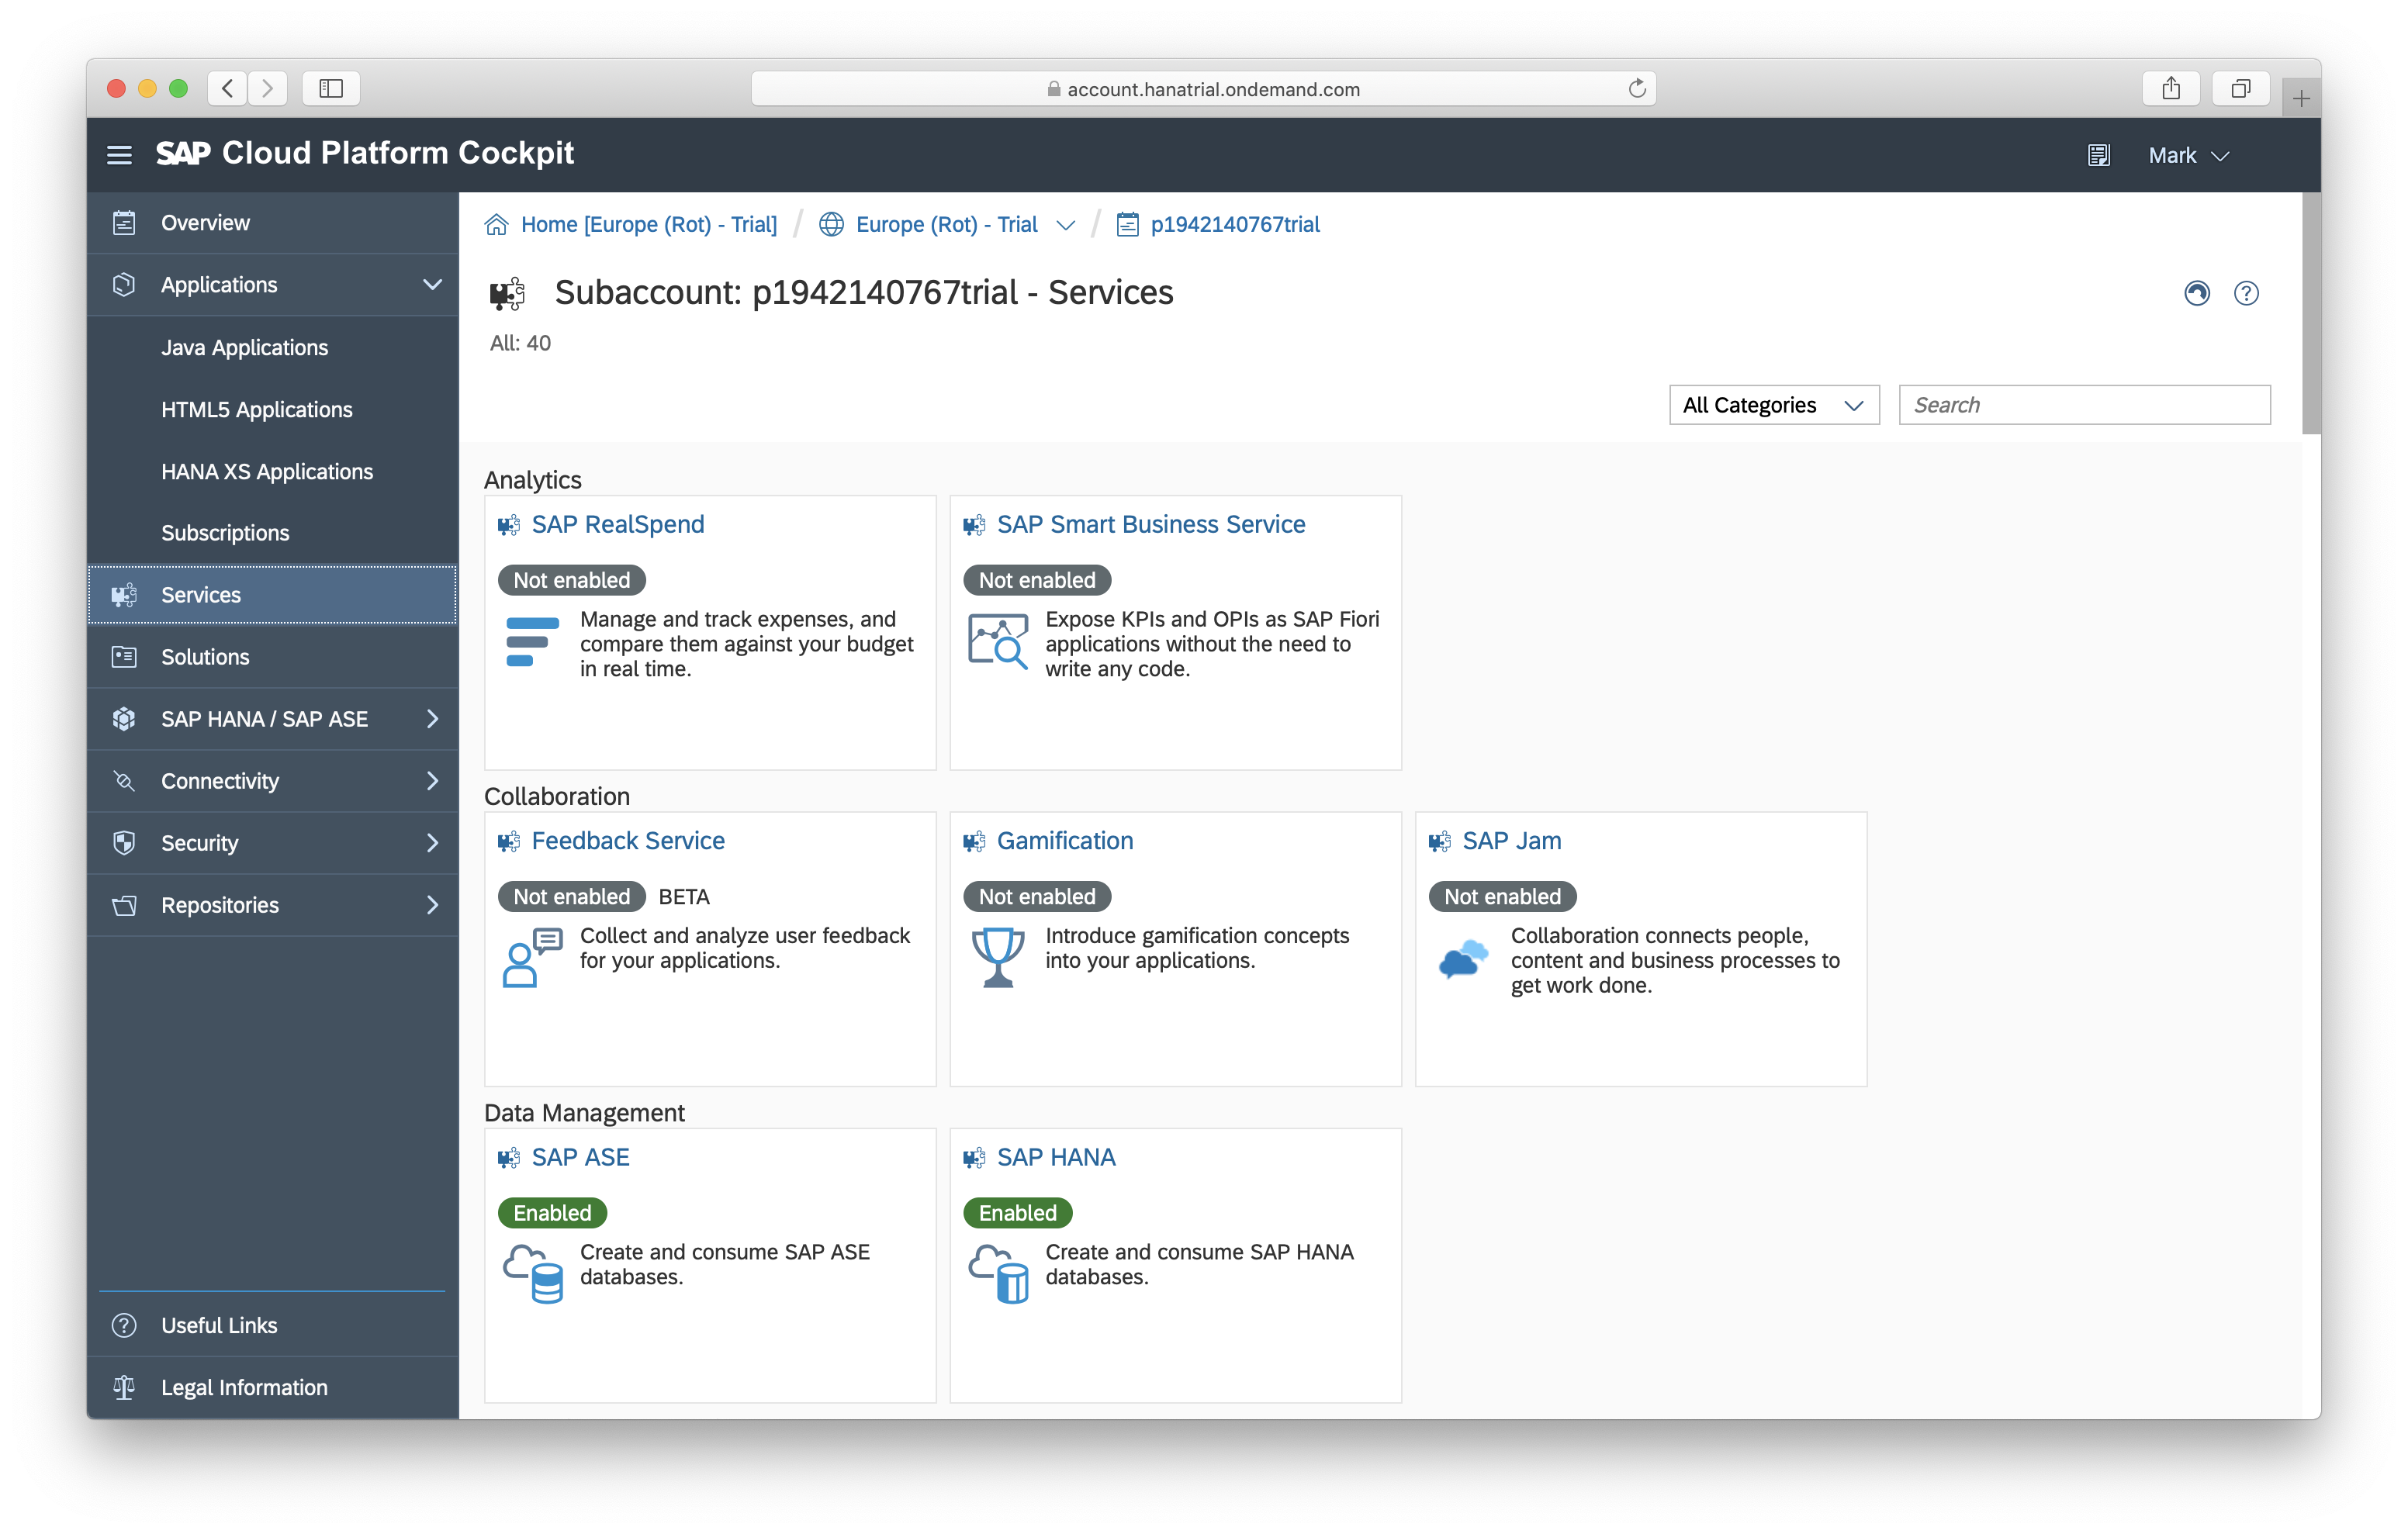 account.hanatrial.ondemand.com
SAP Cloud Platform Cockpit
Mark
Overview
Applications
Java Applications
HTML5 Applications
HANA XS Applications
Subscriptions
Services
Solutions
SAP HANA / SAP ASE
Connectivity
Security
Repositories
Useful Links
Legal Information
Home [Europe (Rot) - Trial] / Europe (Rot) - Trial / p1942140767trial
Subaccount: p1942140767trial - Services
All: 40
All Categories
Search
Analytics
SAP RealSpend
Not enabled
Manage and track expenses, and
compare them against your budget
in real time.
SAP Smart Business Service
Not enabled
Expose KPIs and OPIs as SAP Fiori
applications without the need to
write any code.
Collaboration
Feedback Service
Not enabled BETA
Collect and analyze user feedback
for your applications.
Gamification
Not enabled
Introduce gamification concepts
into your applications.
SAP Jam
Not enabled
Collaboration connects people,
content and business processes to
get work done.
Data Management
SAP ASE
Enabled
Create and consume SAP ASE
databases.
SAP HANA
Enabled
Create and consume SAP HANA
databases.